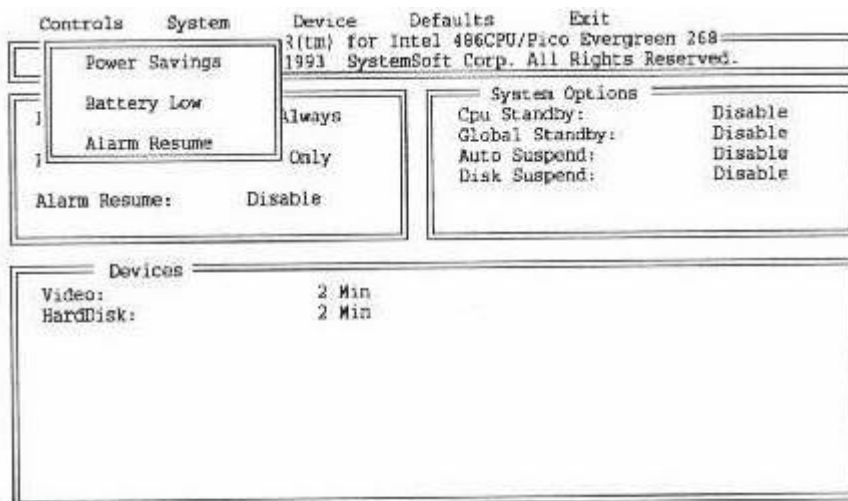 Controls System Device Defaults Exit
R(tm) for Intel 486CPU/Pico Evergreen 268
1993 SystemSoft Corp. All Rights Reserved.
Power Savings
Battery Low
Alarm Resume
Always
Only
Alarm Resume: Disable
System Options
Cpu Standby: Disable
Global Standby: Disable
Auto Suspend: Disable
Disk Suspend: Disable
Devices
Video: 2 Min
HardDisk: 2 Min